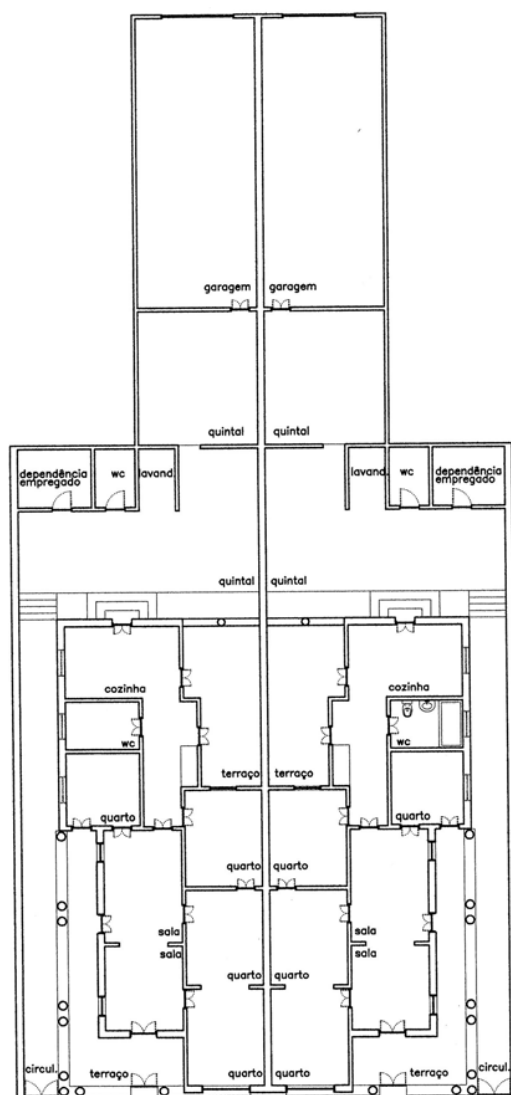 garagem garagem
quintal quintal
dependência
empregado wc lavand. lavand. wc dependência
empregado
quintal quintal
cozinha cozinha
wc wc
terraço terraço
quarto quarto
quarto quarto
sala sala
sala sala
quarto quarto
circul. terraço quarto quarto terraço circul.